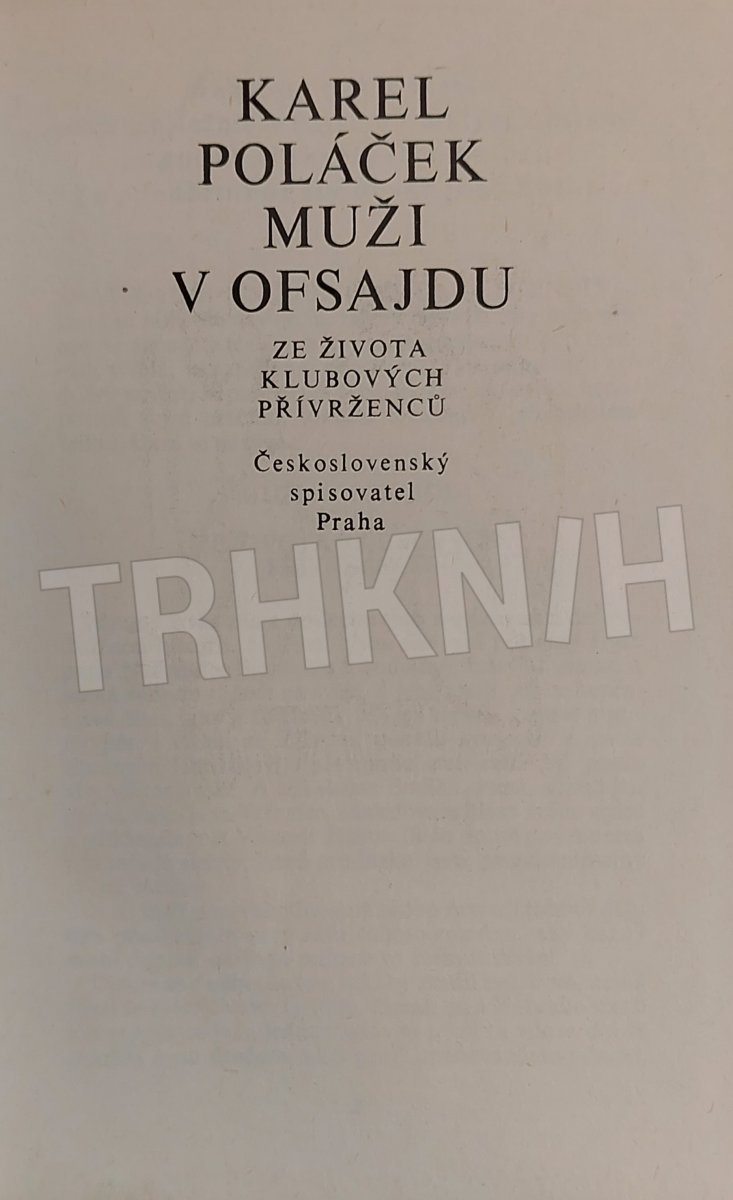 KAREL
POLÁČEK
MUŽI
V OFSAJDU
ZE ŽIVOTA
KLUBOVÝCH
PŘÍVRŽENCŮ
Československý
spisovatel
Praha
TRHKNIH